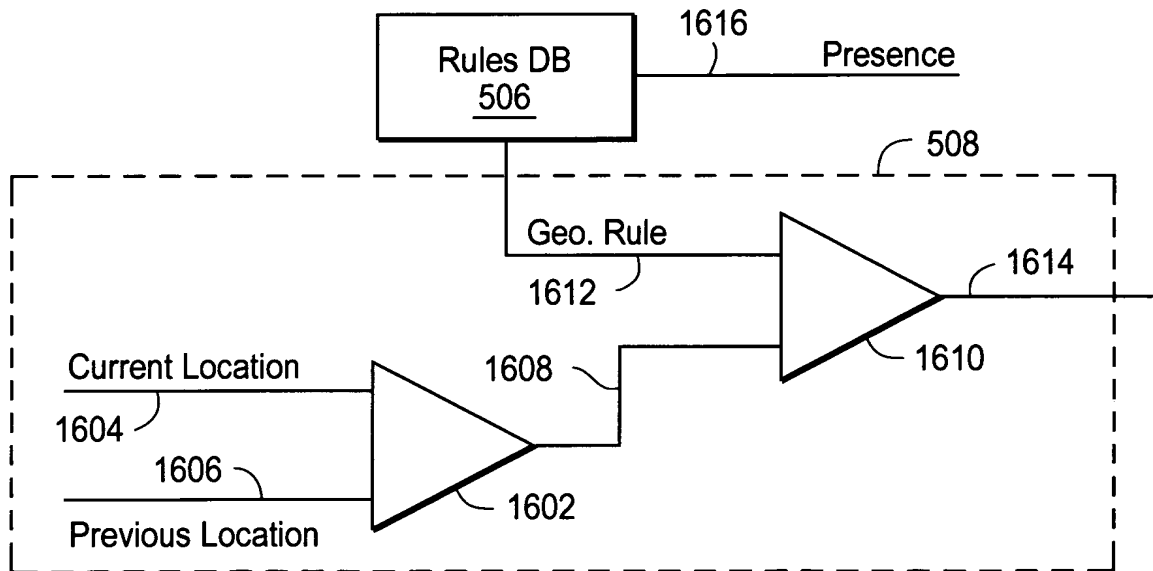 1616
Rules DB
Presence
506
508
Geo. Rule
1614
1612
1608
1610
Current Location
1604
1606
1602
Previous Location